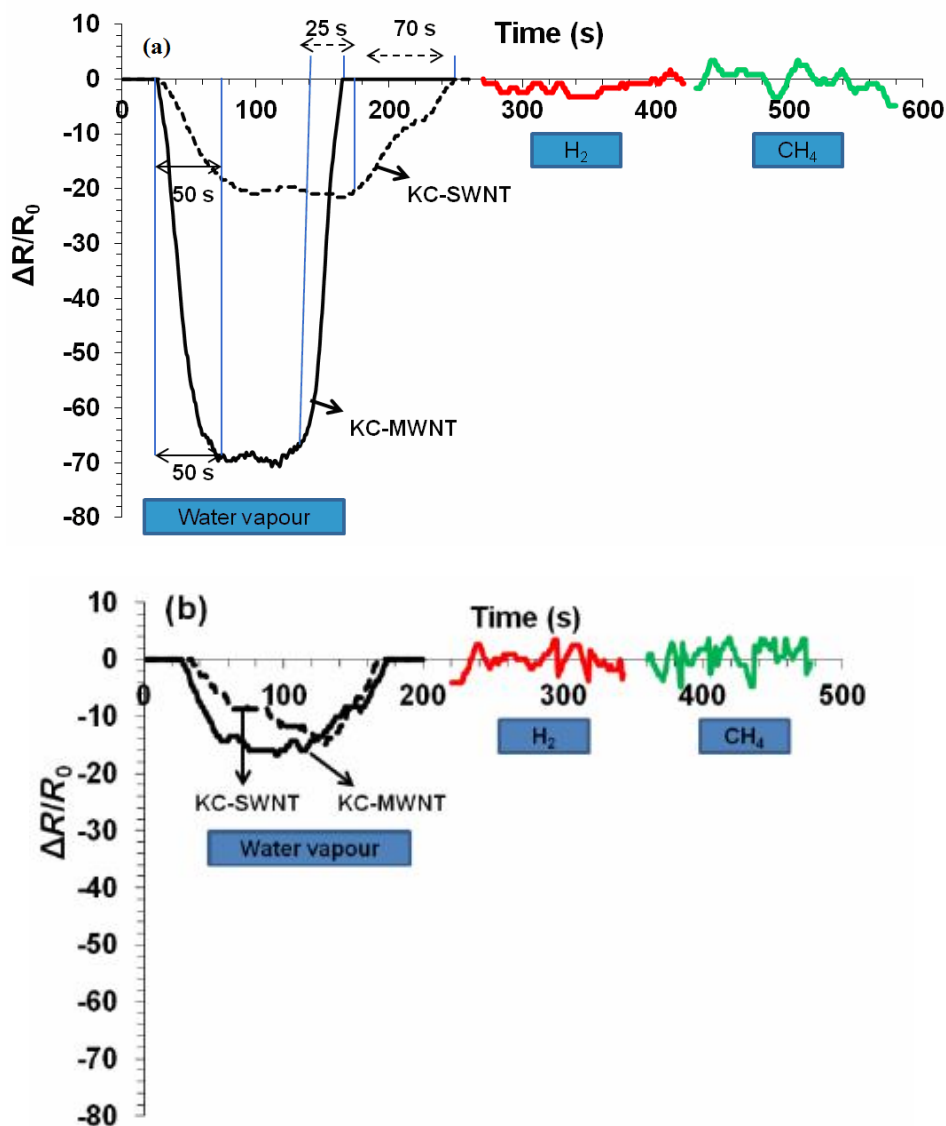 (a)
25 s
70 s
Time (s)
10
0
-10
-20
-30
-40
-50
-60
-70
-80
0
100
200
300
400
500
600
ΔR/R₀
50 s
KC-SWNT
H₂
CH₄
KC-MWNT
50 s
Water vapour
(b)
Time (s)
10
0
-10
-20
-30
-40
-50
-60
-70
-80
0
100
200
300
400
500
ΔR/R₀
H₂
CH₄
KC-SWNT
KC-MWNT
Water vapour